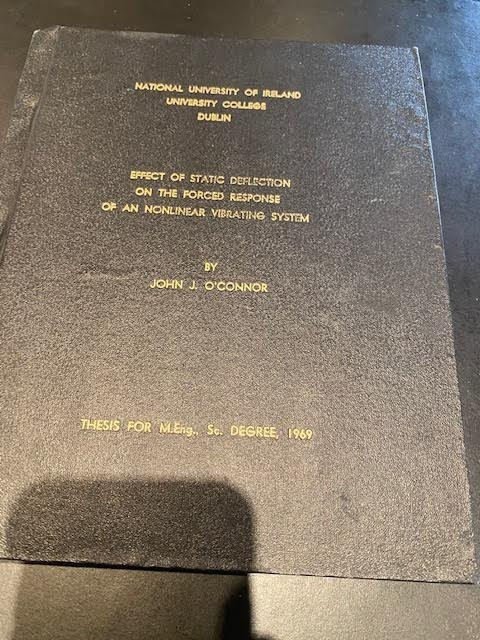 NATIONAL UNIVERSITY OF IRELAND
UNIVERSITY COLLEGE
DUBLIN
EFFECT OF STATIC DEFLECTION
ON THE FORCED RESPONSE
OF AN NONLINEAR VIBRATING SYSTEM
BY
JOHN J. O'CONNOR
THESIS FOR M.Eng., Sc. DEGREE, 1969